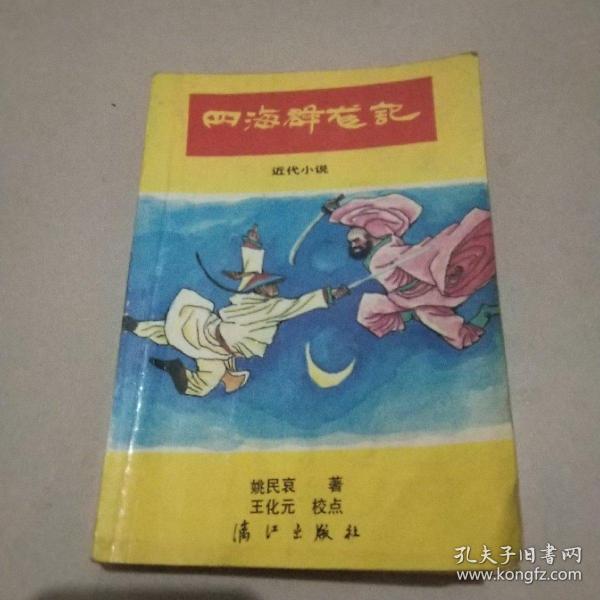 四海群龙記
近代小说
姚民哀 著
王化元 校点
漓江出版社
孔夫子旧书网
www.kongfz.com